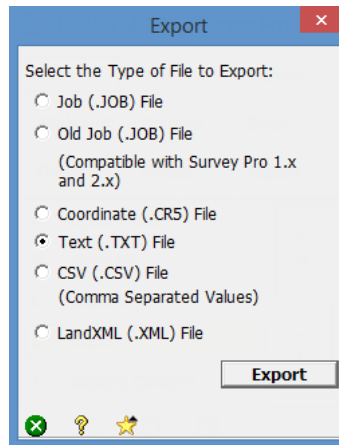 Export
Select the Type of File to Export:
Job (.JOB) File
Old Job (.JOB) File
(Compatible with Survey Pro 1.x
and 2.x)
Coordinate (.CR5) File
Text (.TXT) File
CSV (.CSV) File
(Comma Separated Values)
LandXML (.XML) File
Export